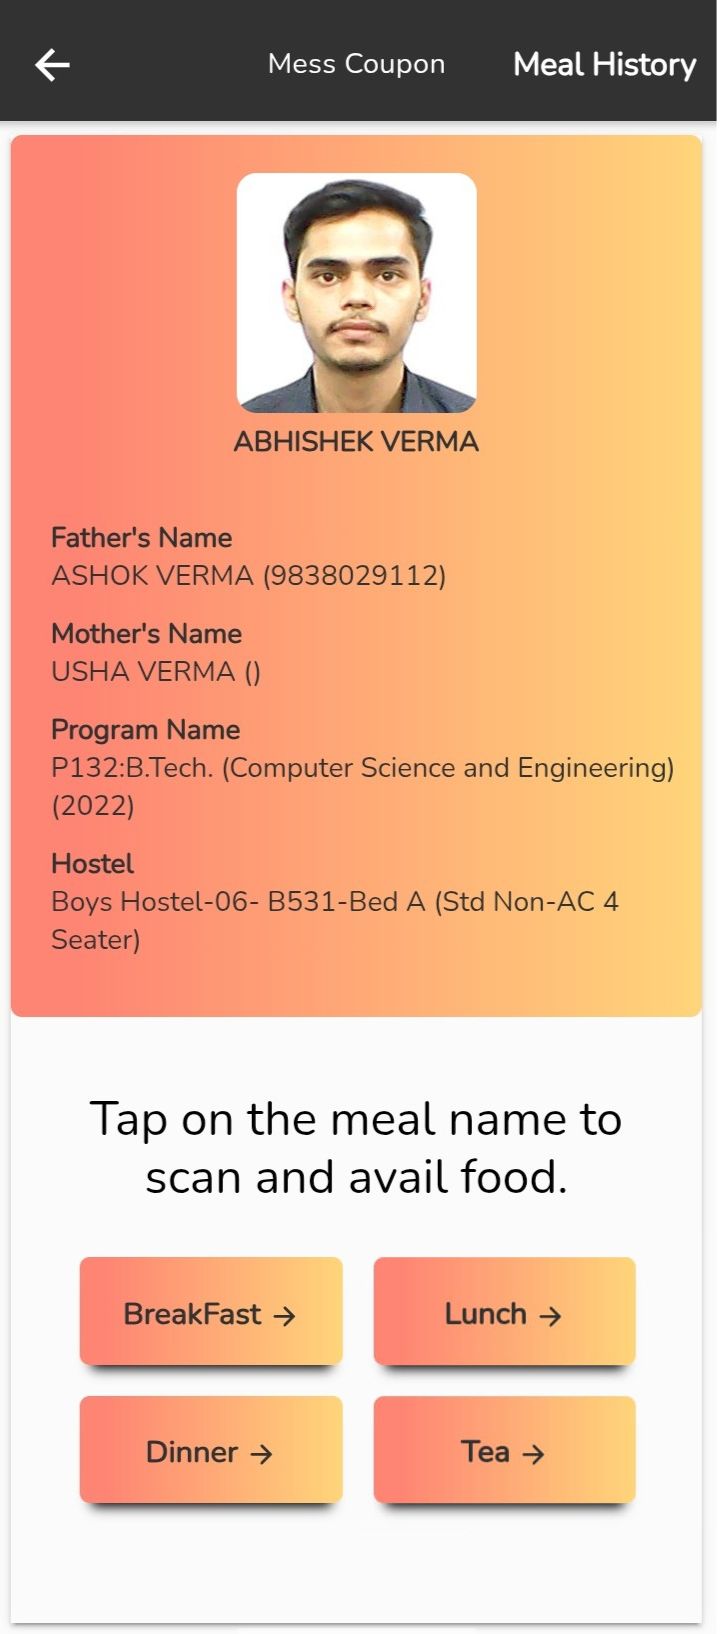 Mess Coupon
Meal History
ABHISHEK VERMA
Father's Name
ASHOK VERMA (9838029112)
Mother's Name
USHA VERMA ()
Program Name
P132:B.Tech. (Computer Science and Engineering)
(2022)
Hostel
Boys Hostel-06- B531-Bed A (Std Non-AC 4
Seater)
Tap on the meal name to
scan and avail food.
BreakFast →
Lunch →
Dinner →
Tea →